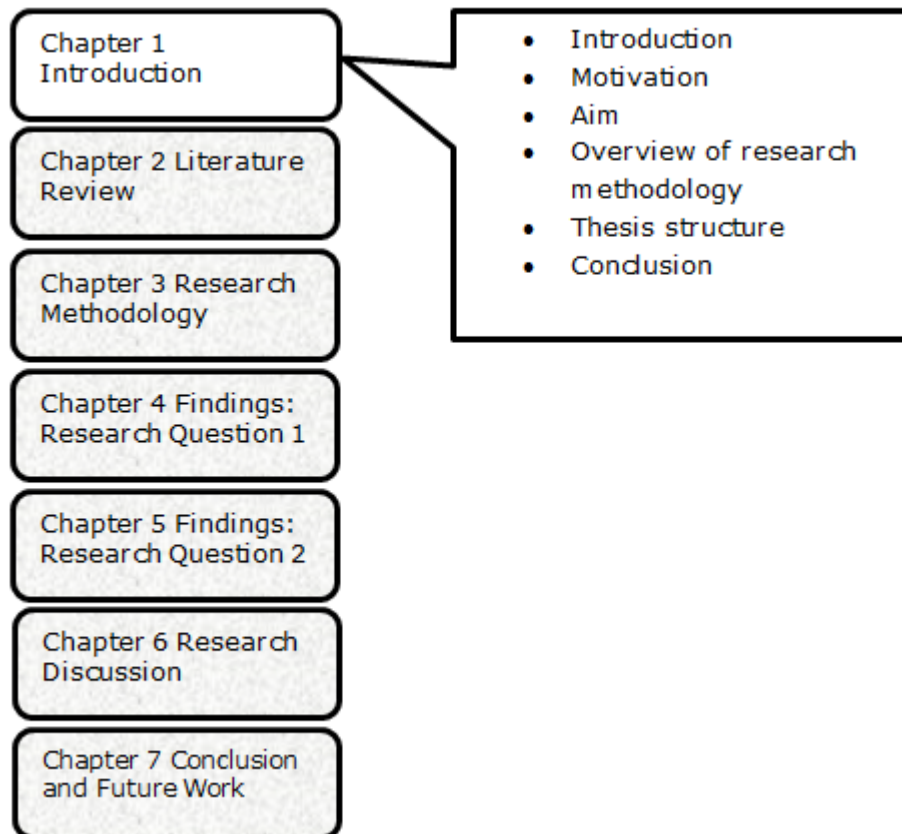 Chapter 1
Introduction
Chapter 2 Literature
Review
Chapter 3 Research
Methodology
Chapter 4 Findings:
Research Question 1
Chapter 5 Findings:
Research Question 2
Chapter 6 Research
Discussion
Chapter 7 Conclusion
and Future Work
• Introduction
• Motivation
• Aim
• Overview of research
methodology
• Thesis structure
• Conclusion